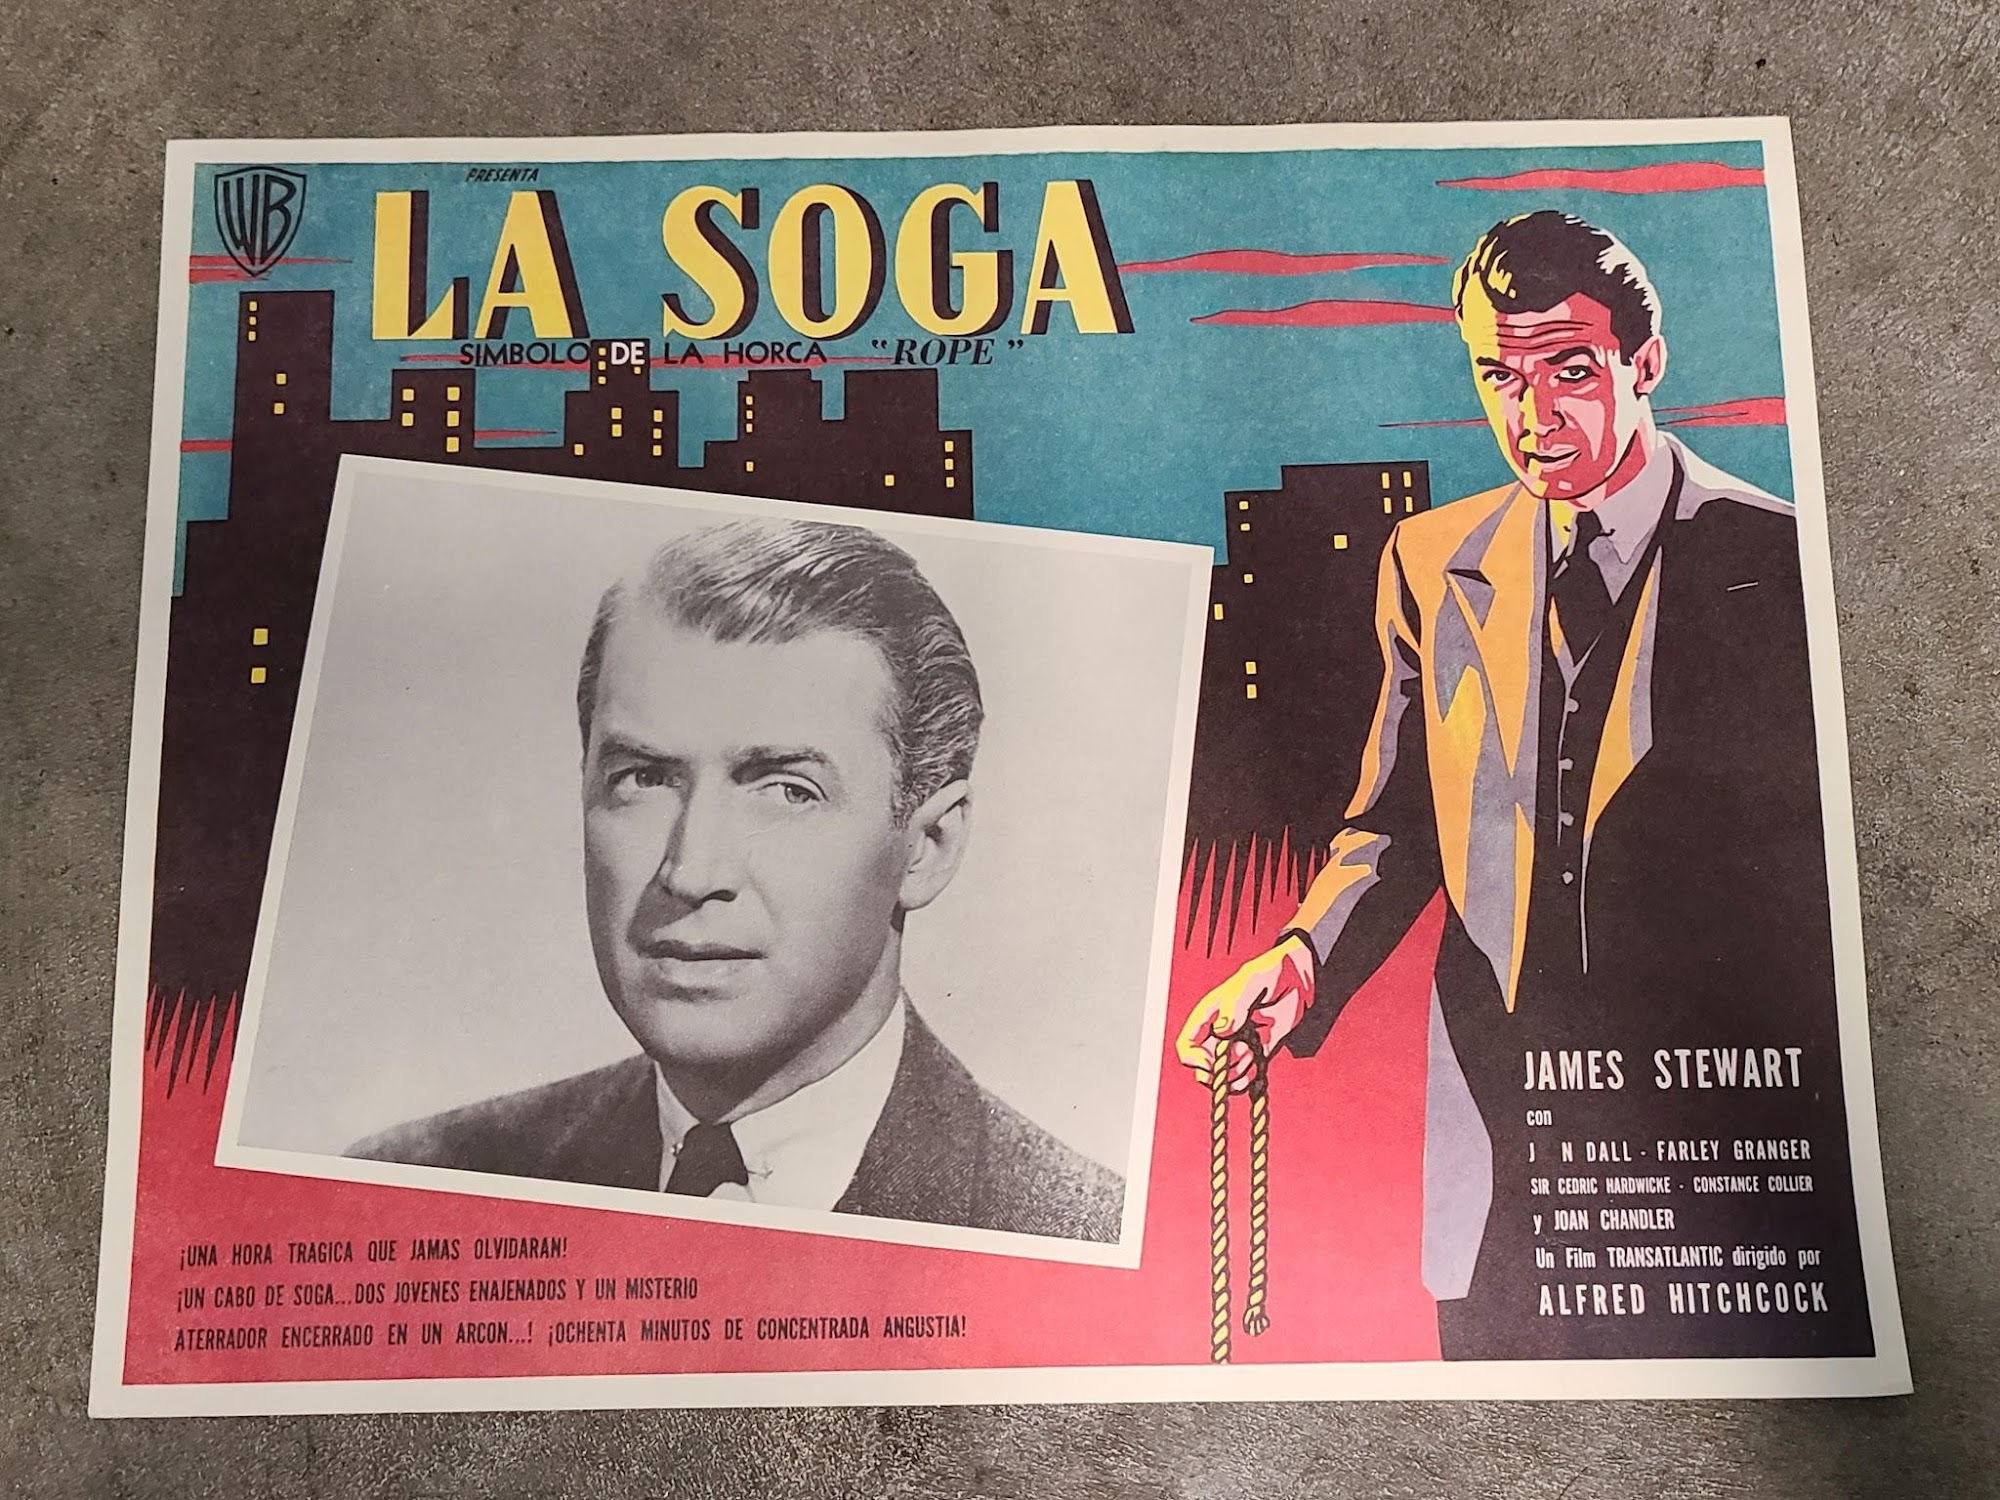 WB
PRESENTA
LA SOGA
SIMBOLO DE LA HORCA "ROPE"
¡UNA HORA TRAGICA QUE JAMAS OLVIDARAN!
¡UN CABO DE SOGA...DOS JOVENES ENAJENADOS Y UN MISTERIO
ATERRADOR ENCERRADO EN UN ARCON...! ¡OCHENTA MINUTOS DE CONCENTRADA ANGUSTIA!
JAMES STEWART
con
J N DALL - FARLEY GRANGER
SIR CEDRIC HARDWICKE - CONSTANCE COLLIER
y JOAN CHANDLER
Un Film TRANSATLANTIC dirigido por
ALFRED HITCHCOCK